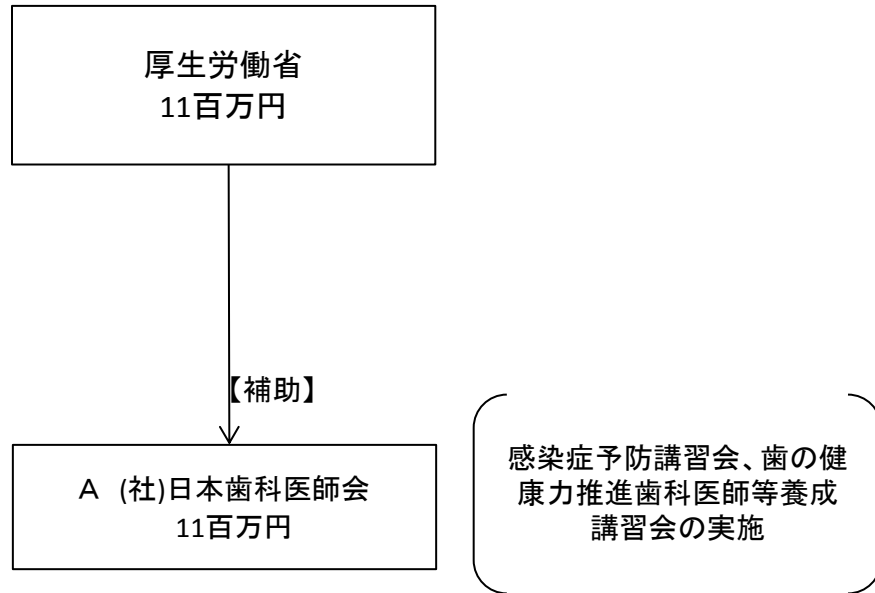 厚生労働省
11百万円
【補助】
A (社)日本歯科医師会
11百万円
感染症予防講習会、歯の健
康力推進歯科医師等養成
講習会の実施